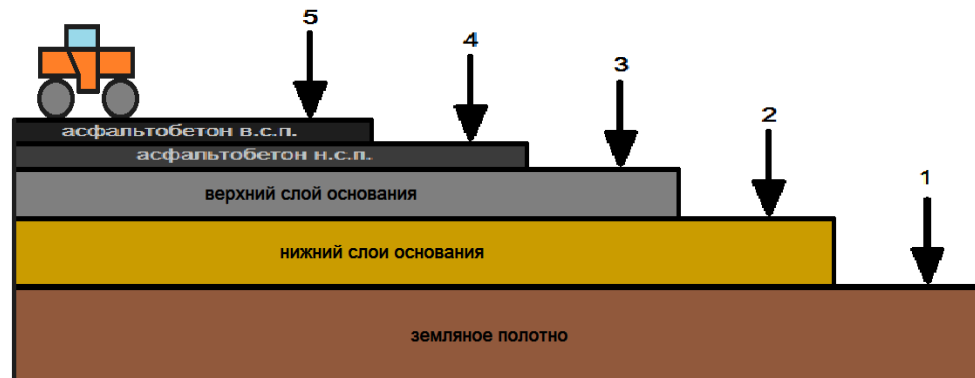 5
4
3
2
1
асфальтобетон в.с.п.
асфальтобетон н.с.п.
верхний слой основания
нижний слои основания
земляное полотно